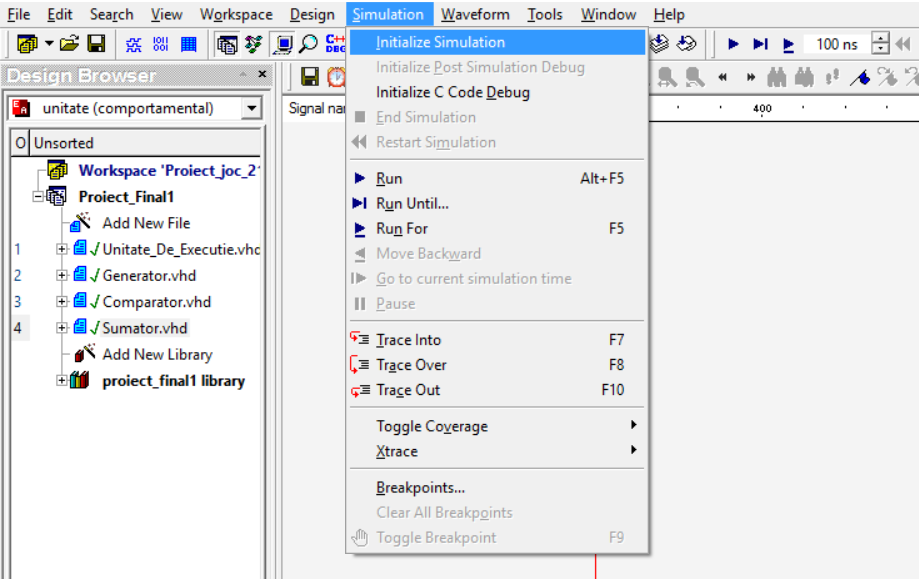 File Edit Search View Workspace Design Simulation Waveform Tools Window Help
100 ns
Design Browser
unitate (comportamental)
Signal nar
400
O Unsorted
Workspace 'Proiect_joc_2
Proiect_Final1
Add New File
1 Unitate_De_Executie.vhd
2 Generator.vhd
3 Comparator.vhd
4 Sumator.vhd
Add New Library
proiect_final1 library
Initialize Simulation
Initialize Post Simulation Debug
Initialize C Code Debug
End Simulation
Restart Simulation
Run Alt+F5
Run Until...
Run For F5
Move Backward
Go to current simulation time
Pause
Trace Into F7
Trace Over F8
Trace Out F10
Toggle Coverage
Xtrace
Breakpoints...
Clear All Breakpoints
Toggle Breakpoint F9